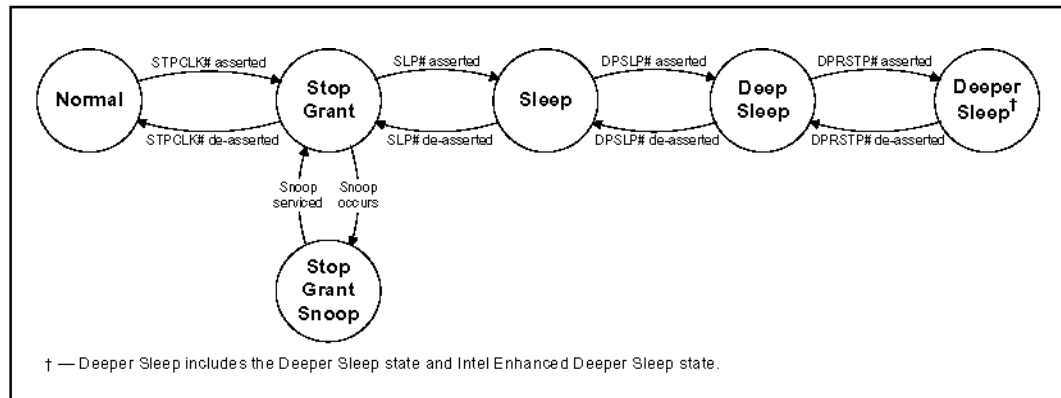 STPCLK# asserted
SLP# asserted
DPSLP# asserted
DPRSTP# asserted
Normal
Stop
Grant
Sleep
Deep
Sleep
Deeper
Sleep†
STPCLK# de-asserted
SLP# de-asserted
DPSLP# de-asserted
DPRSTP# de-asserted
Snoop
serviced
Snoop
occurs
Stop
Grant
Snoop
† — Deeper Sleep includes the Deeper Sleep state and Intel Enhanced Deeper Sleep state.